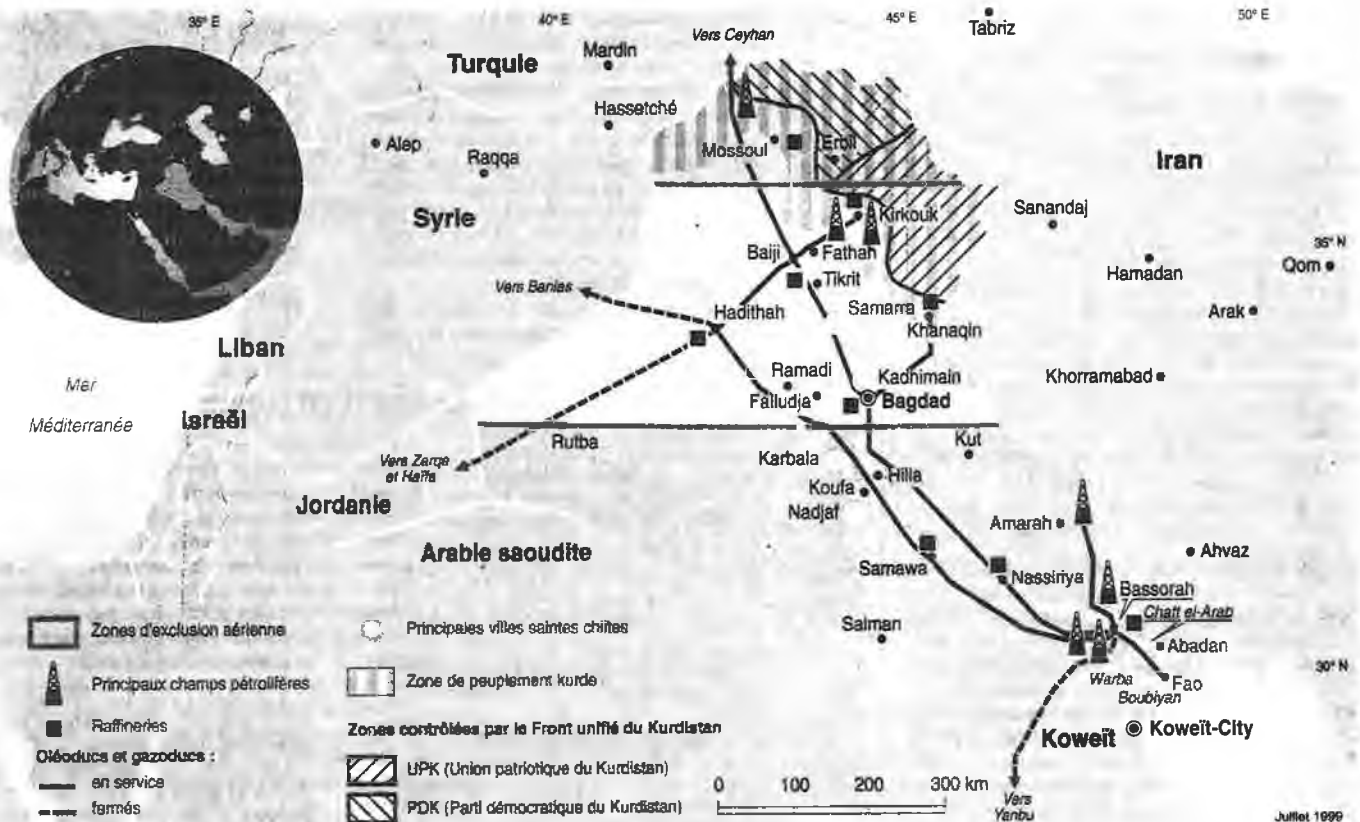 35° E
40° E
45° E
50° E
Vers Ceyhan
Tabriz
Mardin
Turquie
Hassetché
Alep
Raqqa
Mossoul
Erbil
Iran
Syrie
Kirkouk
Sanandaj
35° N
Baiji
Fathah
Hamadan
Qom
Tikrit
Vers Banias
Hadithah
Samarra
Khanaqin
Arak
Liban
Mer
Méditerranée
Ramadi
Kadhimain
Khorramabad
Falludja
Bagdad
Israël
Rutba
Kut
Vers Zarqa
et Haïfa
Karbala
Hilla
Koufa
Nadjaf
Jordanie
Amarah
Ahvaz
Arabie saoudite
Samawa
Nassiriya
Bassorah
Chatt el-Arab
Salman
Abadan
30° N
Warba
Boubiyan
Fao
Koweït
Koweït-City
Vers
Yanbu
Zones d'exclusion aérienne
Principaux champs pétrolifères
Raffineries
Oléoducs et gazoducs :
en service
fermés
Principales villes saintes chiites
Zone de peuplement kurde
Zones contrôlées par le Front unifié du Kurdistan
UPK (Union patriotique du Kurdistan)
PDK (Parti démocratique du Kurdistan)
0 100 200 300 km
Juillet 1999